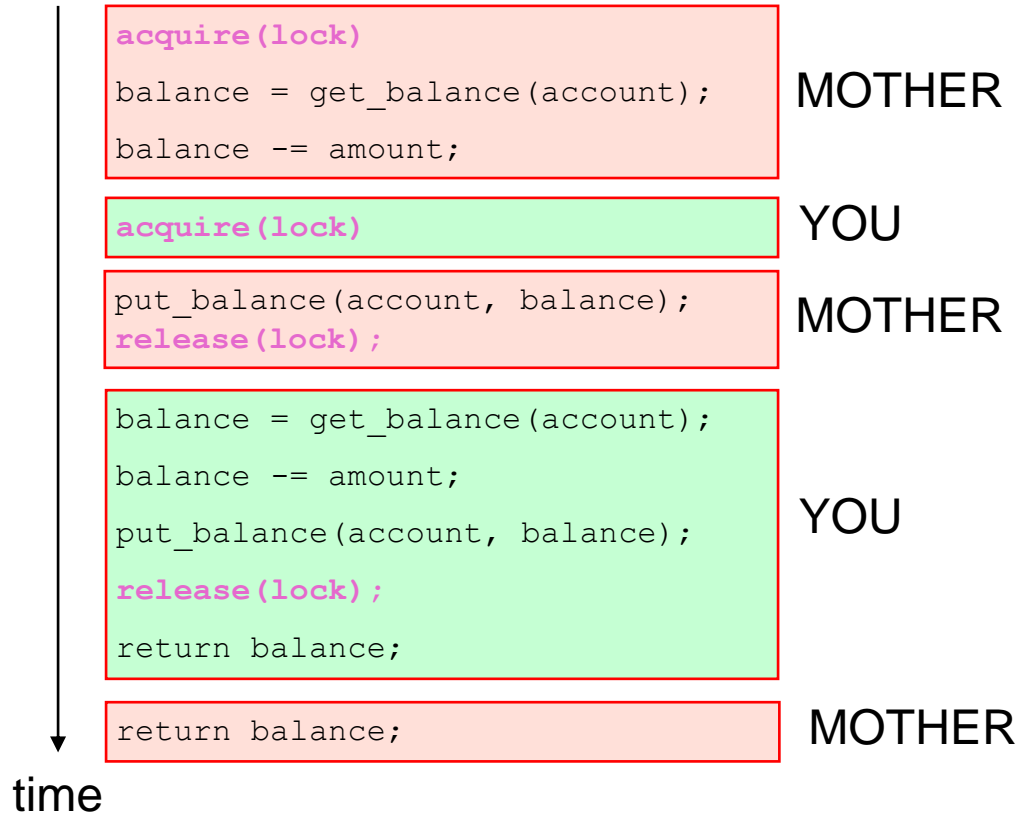 acquire(lock)
balance = get_balance(account);
balance -= amount;
MOTHER
acquire(lock)
YOU
put_balance(account, balance);
release(lock);
MOTHER
balance = get_balance(account);
balance -= amount;
put_balance(account, balance);
release(lock);
return balance;
YOU
return balance;
MOTHER
time